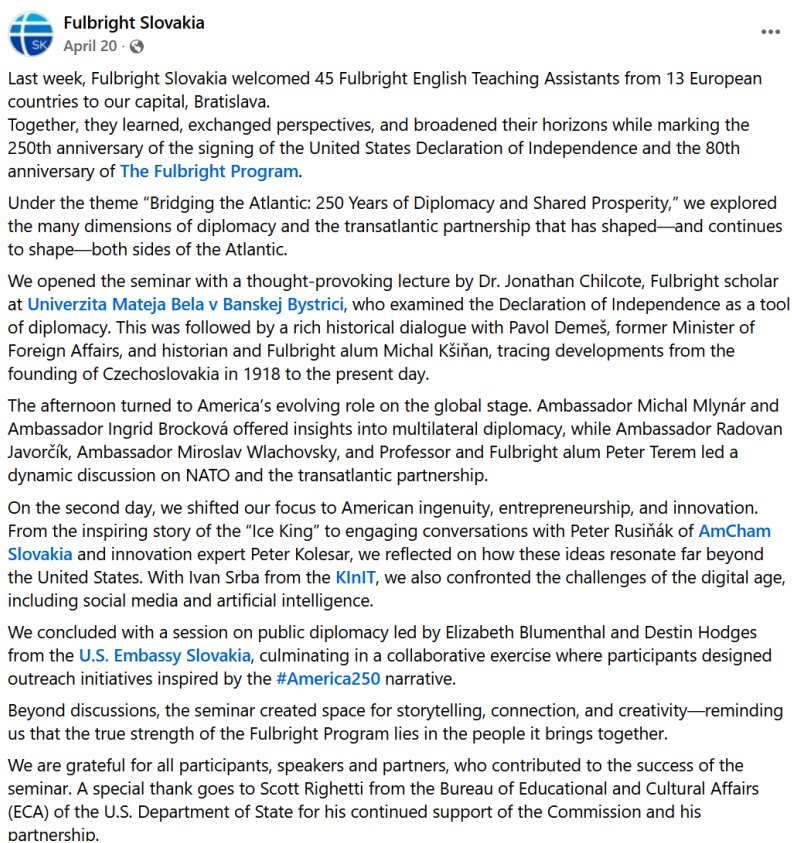 Fulbright Slovakia
April 20 ·
SK
Last week, Fulbright Slovakia welcomed 45 Fulbright English Teaching Assistants from 13 European
countries to our capital, Bratislava.
Together, they learned, exchanged perspectives, and broadened their horizons while marking the
250th anniversary of the signing of the United States Declaration of Independence and the 80th
anniversary of The Fulbright Program.
Under the theme “Bridging the Atlantic: 250 Years of Diplomacy and Shared Prosperity,” we explored
the many dimensions of diplomacy and the transatlantic partnership that has shaped—and continues
to shape—both sides of the Atlantic.
We opened the seminar with a thought-provoking lecture by Dr. Jonathan Chilcote, Fulbright scholar
at Univerzita Mateja Bela v Banskej Bystrici, who examined the Declaration of Independence as a tool
of diplomacy. This was followed by a rich historical dialogue with Pavol Demeš, former Minister of
Foreign Affairs, and historian and Fulbright alum Michal Kšiňan, tracing developments from the
founding of Czechoslovakia in 1918 to the present day.
The afternoon turned to America’s evolving role on the global stage. Ambassador Michal Mlynár and
Ambassador Ingrid Brocková offered insights into multilateral diplomacy, while Ambassador Radovan
Javorčík, Ambassador Miroslav Wlachovsky, and Professor and Fulbright alum Peter Terem led a
dynamic discussion on NATO and the transatlantic partnership.
On the second day, we shifted our focus to American ingenuity, entrepreneurship, and innovation.
From the inspiring story of the “Ice King” to engaging conversations with Peter Rusiňák of AmCham
Slovakia and innovation expert Peter Kolesar, we reflected on how these ideas resonate far beyond
the United States. With Ivan Srba from the KInIT, we also confronted the challenges of the digital age,
including social media and artificial intelligence.
We concluded with a session on public diplomacy led by Elizabeth Blumenthal and Destin Hodges
from the U.S. Embassy Slovakia, culminating in a collaborative exercise where participants designed
outreach initiatives inspired by the #America250 narrative.
Beyond discussions, the seminar created space for storytelling, connection, and creativity—reminding
us that the true strength of the Fulbright Program lies in the people it brings together.
We are grateful for all participants, speakers and partners, who contributed to the success of the
seminar. A special thank goes to Scott Righetti from the Bureau of Educational and Cultural Affairs
(ECA) of the U.S. Department of State for his continued support of the Commission and his
partnership.